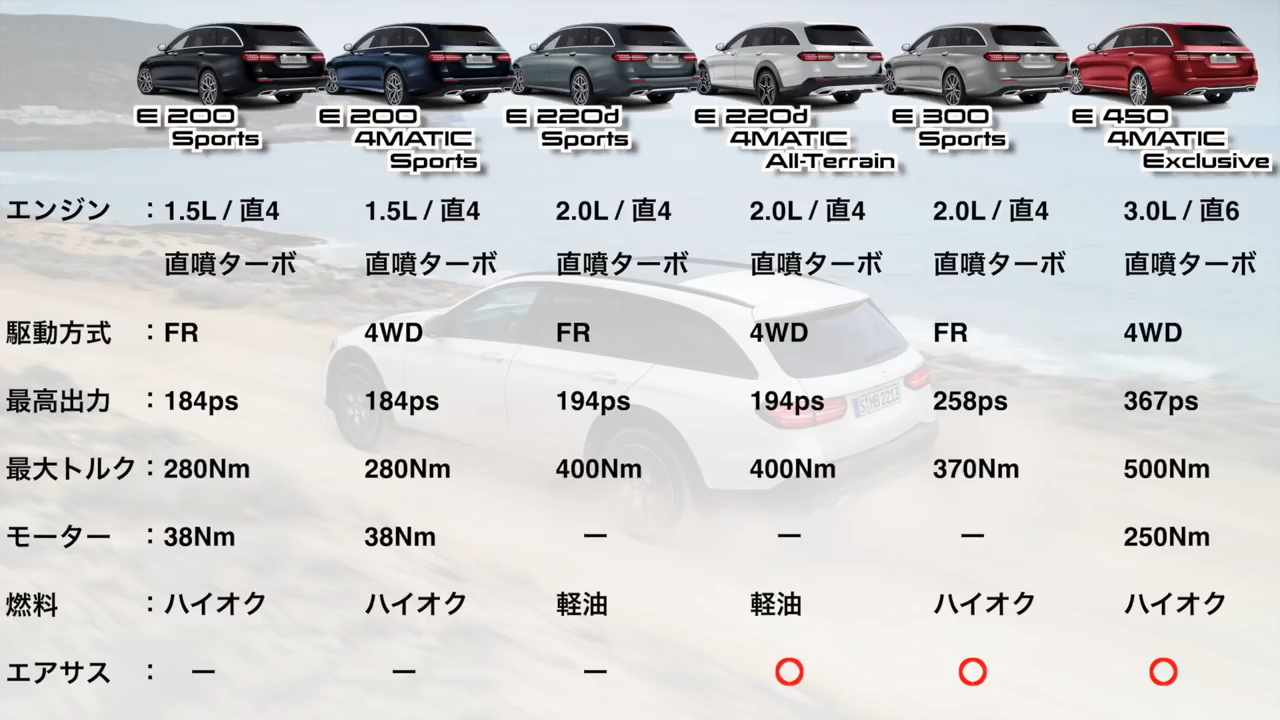 E 200 E 200 E 220d E 220d E 300 E 450
Sports 4MATIC Sports 4MATIC Sports 4MATIC
Sports All-Terrain Exclusive
エンジン : 1.5L / 直4 1.5L / 直4 2.0L / 直4 2.0L / 直4 2.0L / 直4 3.0L / 直6
直噴ターボ 直噴ターボ 直噴ターボ 直噴ターボ 直噴ターボ 直噴ターボ
駆動方式 : FR 4WD FR 4WD FR 4WD
最高出力 : 184ps 184ps 194ps 194ps 258ps 367ps
最大トルク : 280Nm 280Nm 400Nm 400Nm 370Nm 500Nm
モーター : 38Nm 38Nm ー ー ー 250Nm
燃料 : ハイオク ハイオク 軽油 軽油 ハイオク ハイオク
エアサス : ー ー ー ⭕ ⭕ ⭕
S MB 2213